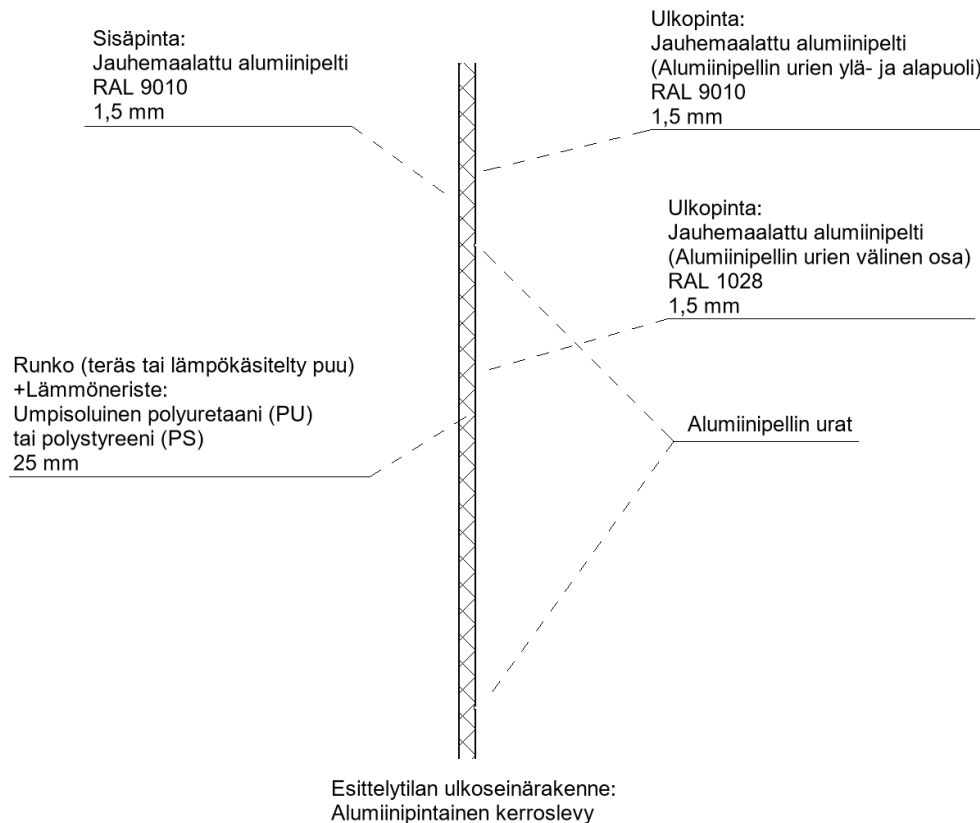 Sisäpinta:
Jauhemaalattu alumiinipelti
RAL 9010
1,5 mm
Ulkopinta:
Jauhemaalattu alumiinipelti
(Alumiinipellin urien ylä- ja alapuoli)
RAL 9010
1,5 mm
Ulkopinta:
Jauhemaalattu alumiinipelti
(Alumiinipellin urien välinen osa)
RAL 1028
1,5 mm
Runko (teräs tai lämpökäsitelty puu)
+Lämmöneriste:
Umpisoluinen polyuretaani (PU)
tai polystyreeni (PS)
25 mm
Alumiinipellin urat
Esittelytilan ulkoseinärakenne:
Alumiinipintainen kerroslevy